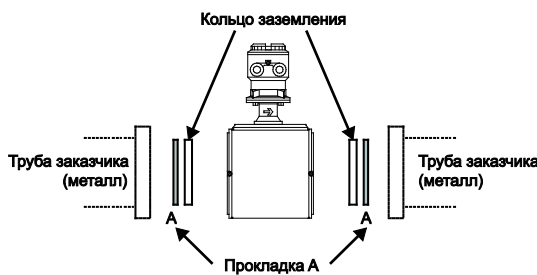 Кольцо заземления
Труба заказчика
(металл)
Труба заказчика
(металл)
А
А
Прокладка А